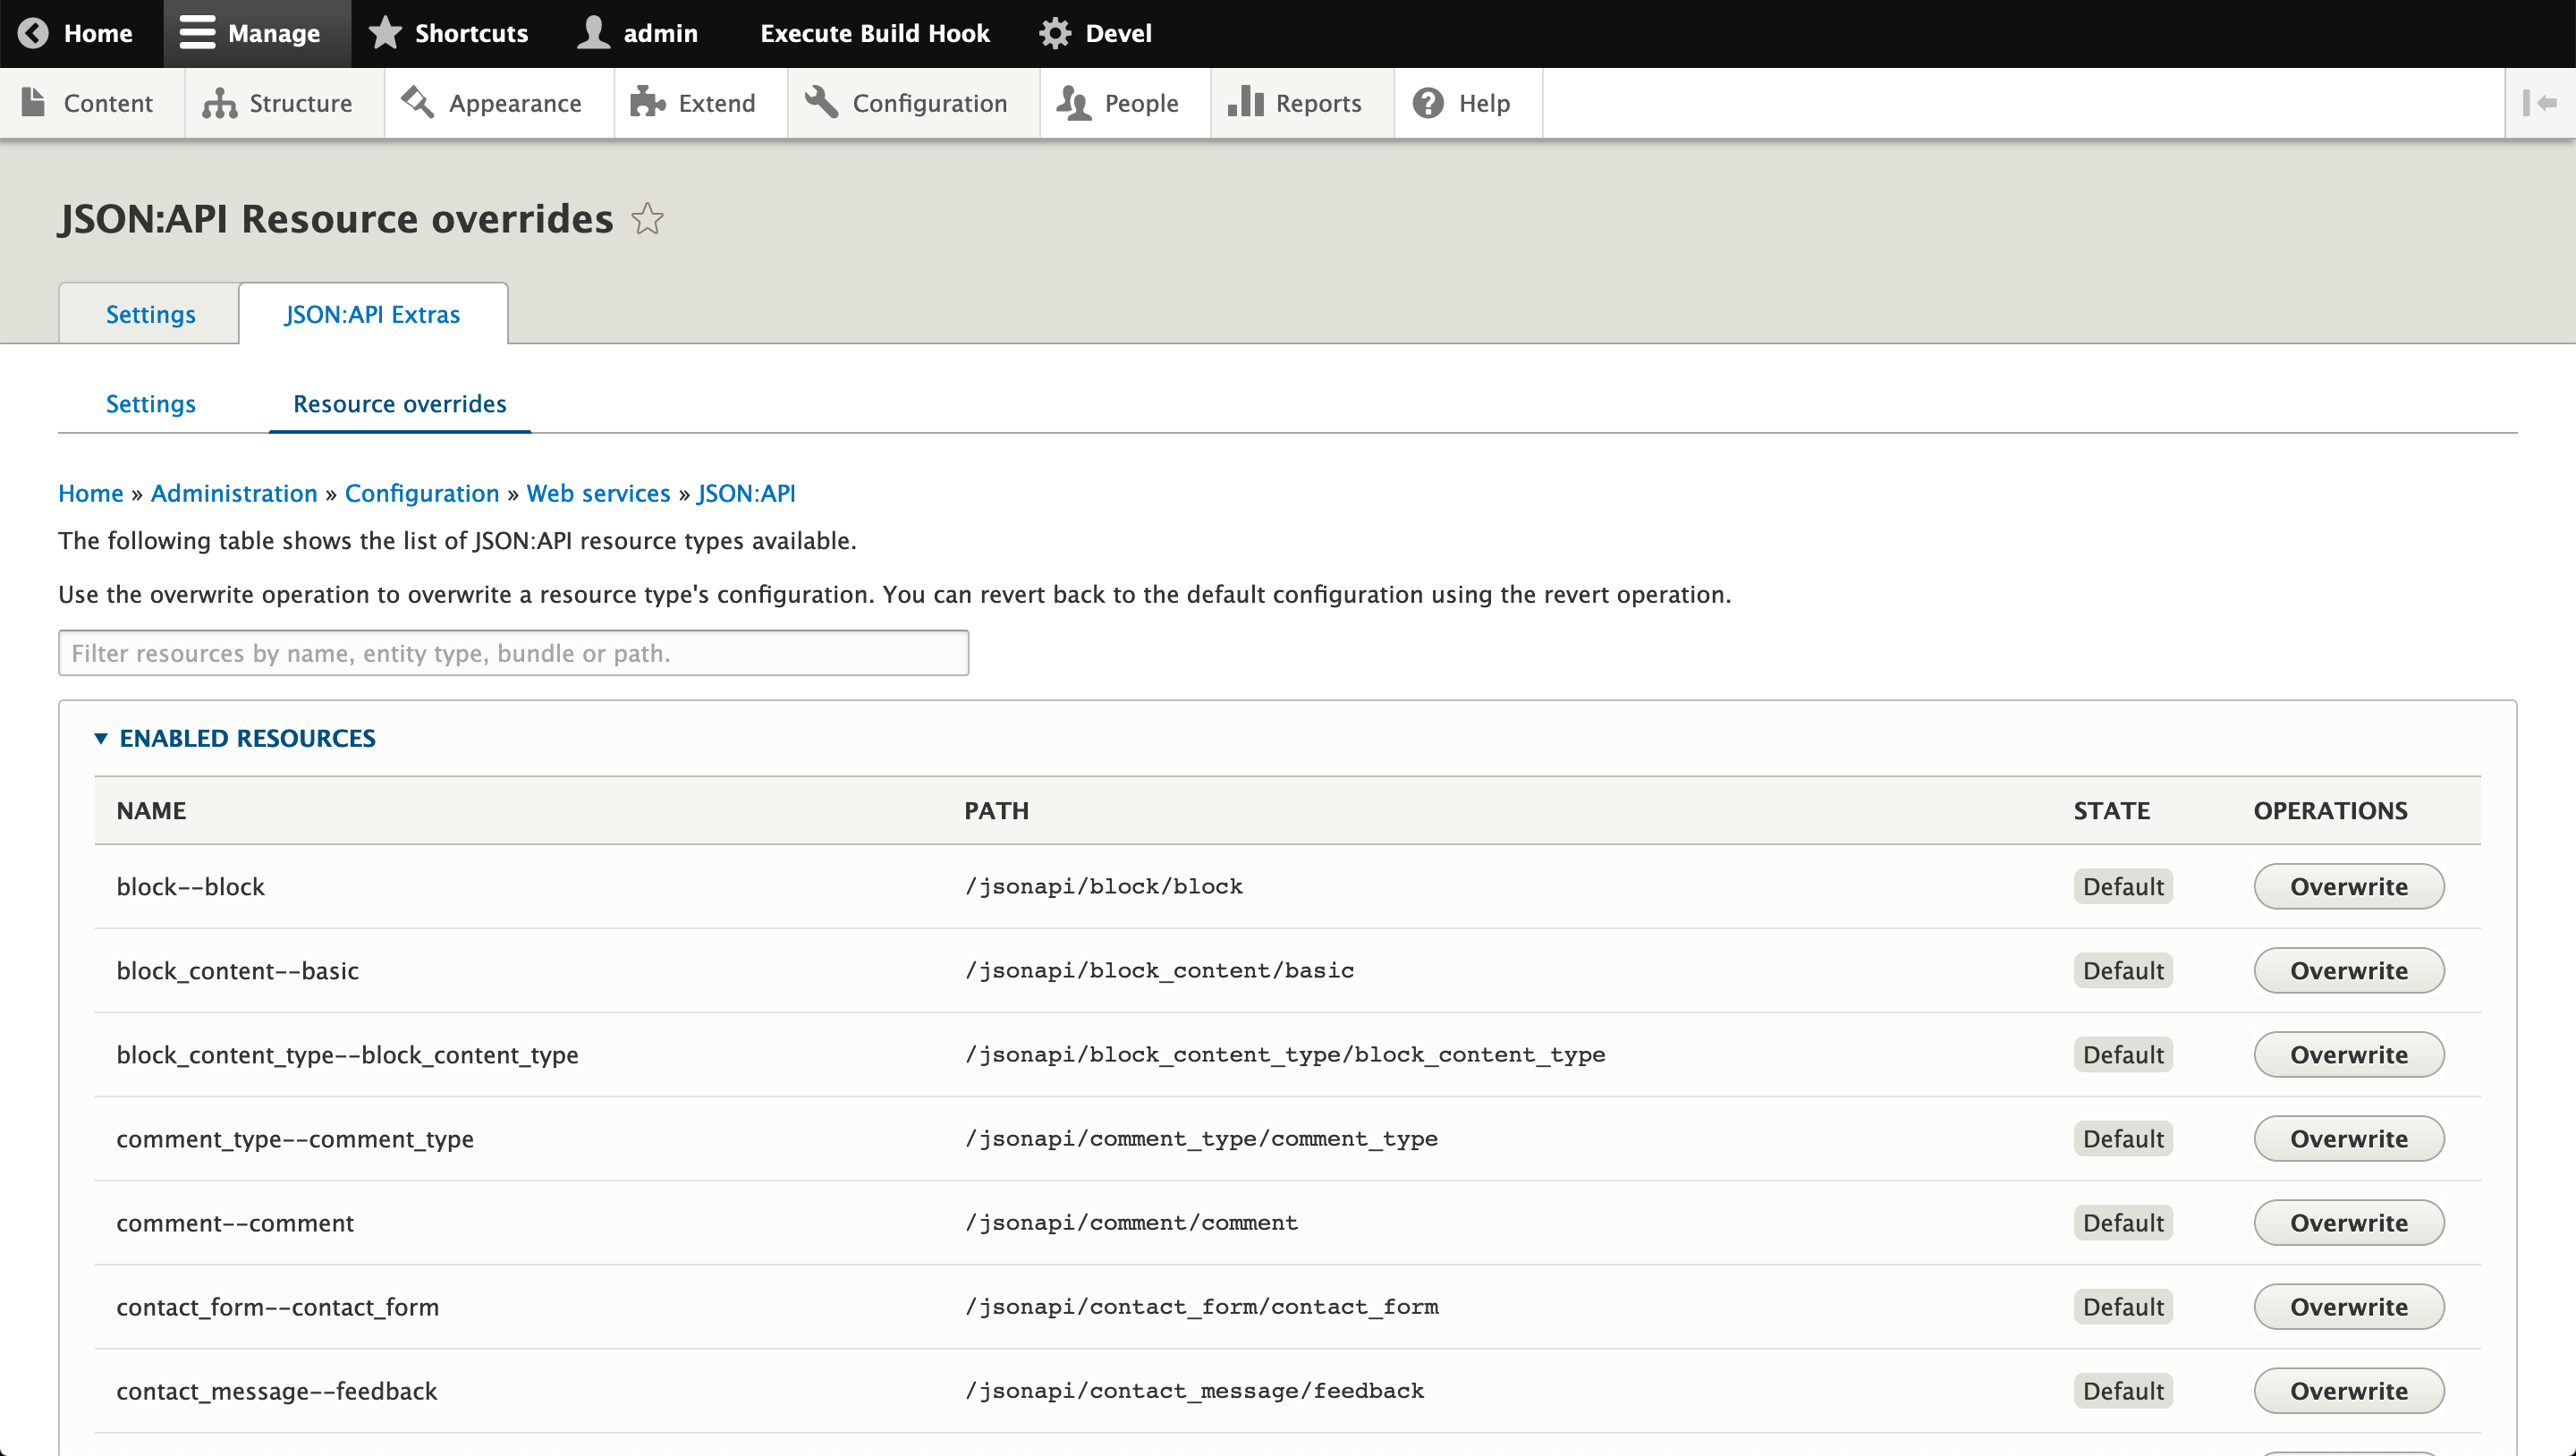 Home Manage Shortcuts admin Execute Build Hook Devel
Content Structure Appearance Extend Configuration People Reports Help
JSON:API Resource overrides
Settings JSON:API Extras
Settings Resource overrides
Home » Administration » Configuration » Web services » JSON:API
The following table shows the list of JSON:API resource types available.
Use the overwrite operation to overwrite a resource type's configuration. You can revert back to the default configuration using the revert operation.
Filter resources by name, entity type, bundle or path.
ENABLED RESOURCES
NAME PATH STATE OPERATIONS
block--block /jsonapi/block/block Default Overwrite
block_content--basic /jsonapi/block_content/basic Default Overwrite
block_content_type--block_content_type /jsonapi/block_content_type/block_content_type Default Overwrite
comment_type--comment_type /jsonapi/comment_type/comment_type Default Overwrite
comment--comment /jsonapi/comment/comment Default Overwrite
contact_form--contact_form /jsonapi/contact_form/contact_form Default Overwrite
contact_message--feedback /jsonapi/contact_message/feedback Default Overwrite